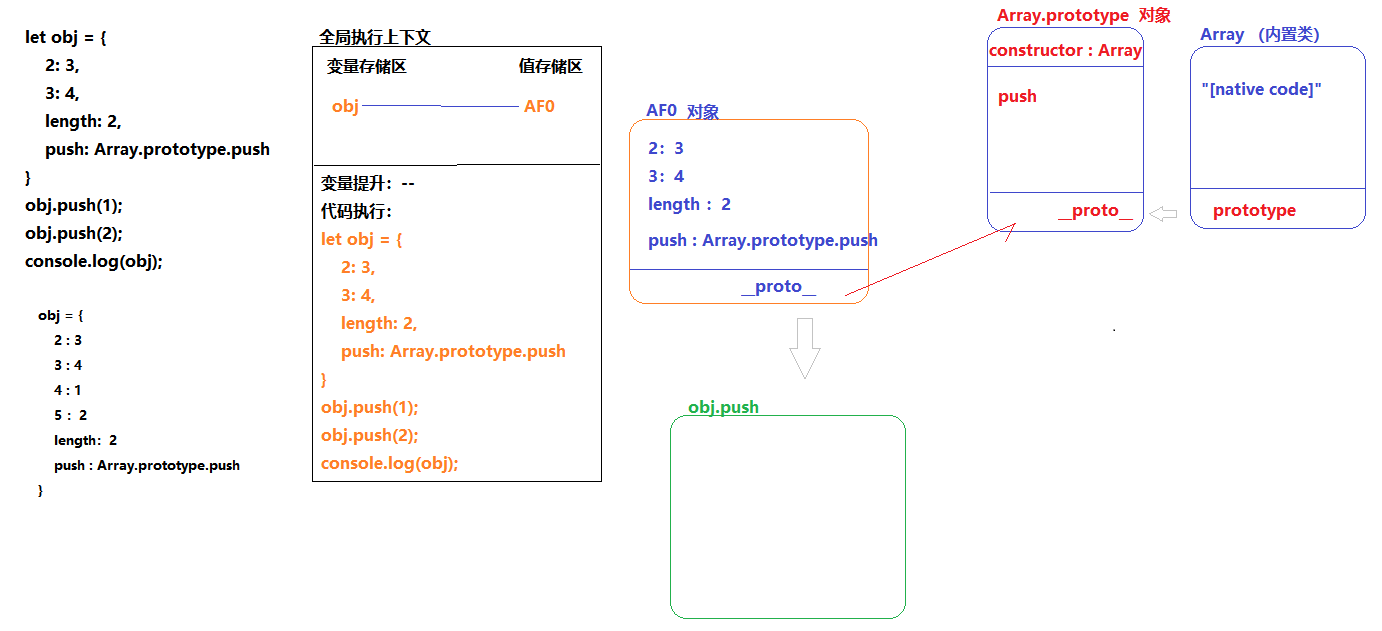 let obj = {
2: 3,
3: 4,
length: 2,
push: Array.prototype.push
}
obj.push(1);
obj.push(2);
console.log(obj);
obj = {
2 : 3
3 : 4
4 : 1
5 : 2
length: 2
push : Array.prototype.push
}
全局执行上下文
变量存储区 值存储区
obj AF0
变量提升: --
代码执行:
let obj = {
2: 3,
3: 4,
length: 2,
push: Array.prototype.push
}
obj.push(1);
obj.push(2);
console.log(obj);
AF0 对象
2: 3
3: 4
length : 2
push : Array.prototype.push
__proto__
obj.push
Array.prototype 对象
constructor : Array
push
__proto__
Array (内置类)
"[native code]"
prototype